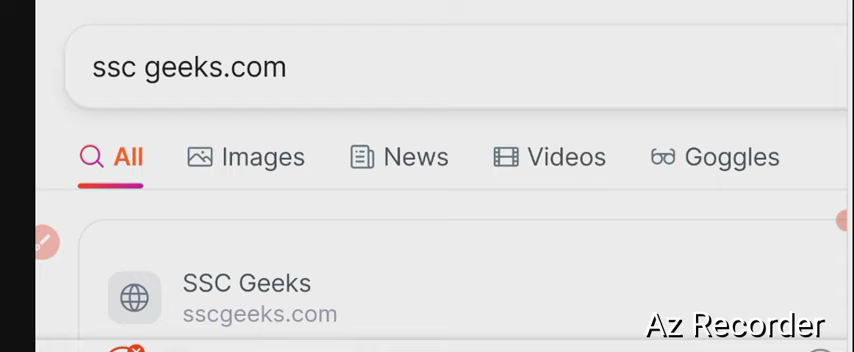 ssc geeks.com
All Images News Videos Goggles
SSC Geeks
sscgeeks.com
Az Recorder